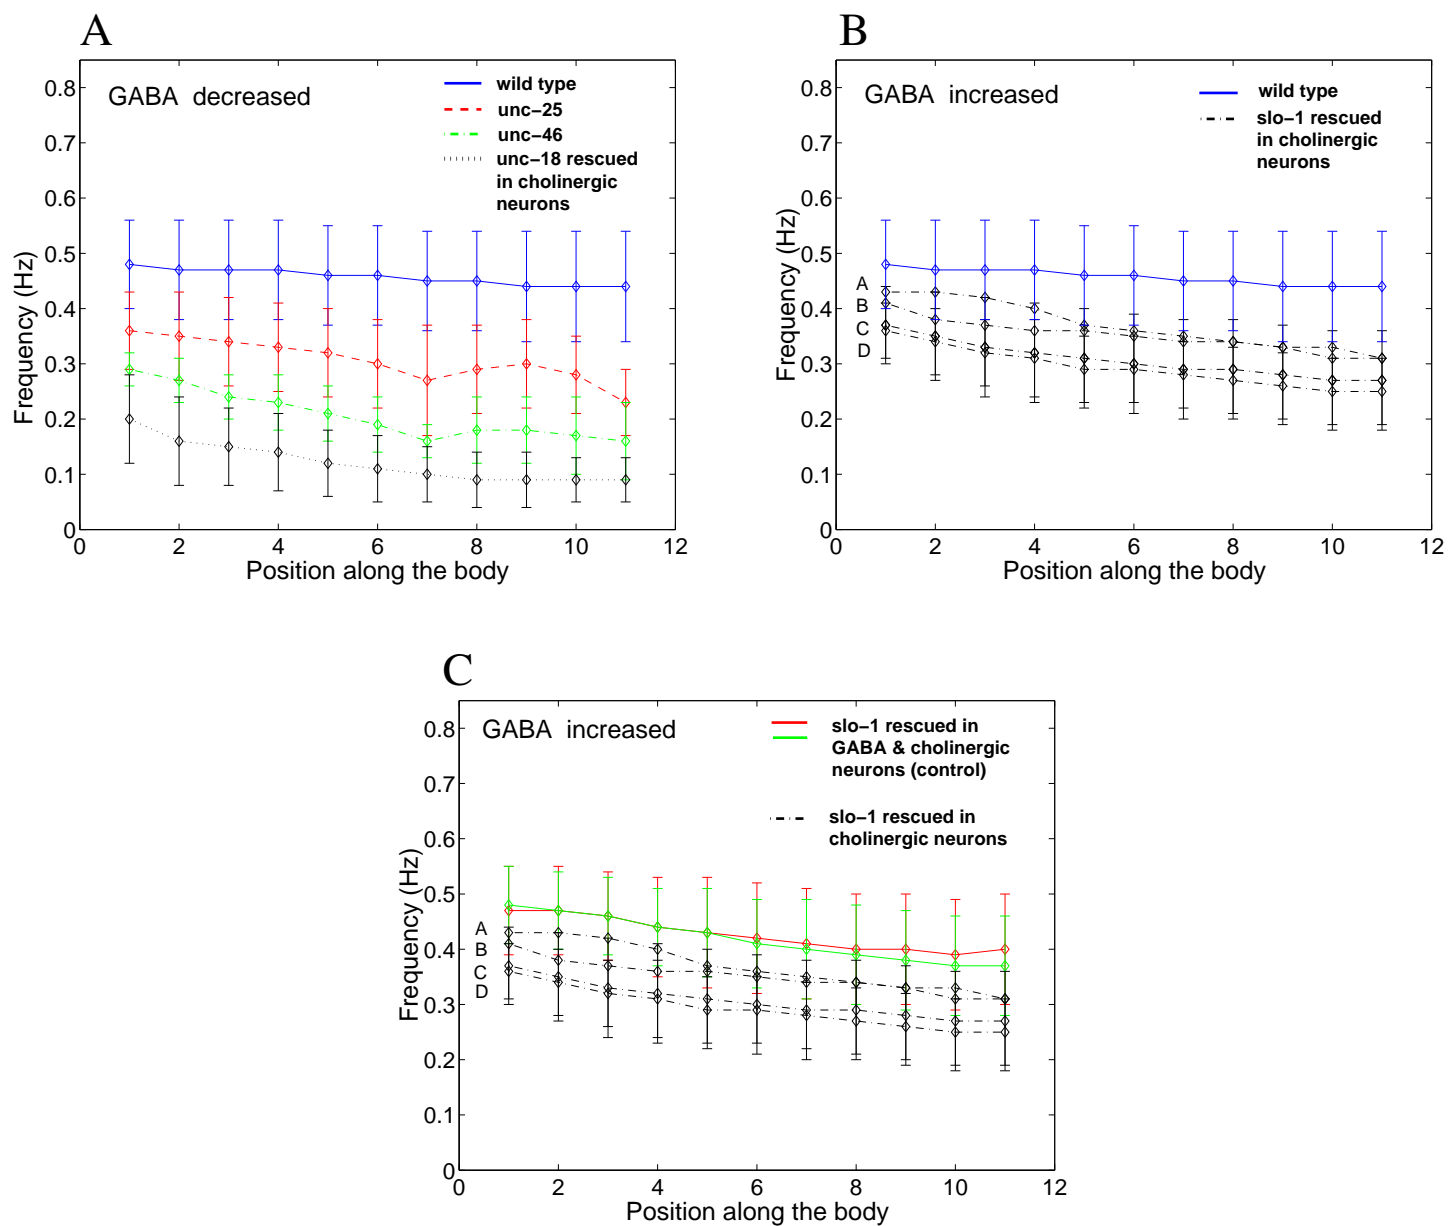 A
GABA decreased
wild type
unc-25
unc-46
unc-18 rescued
in cholinergic
neurons
Frequency (Hz)
0.8
0.7
0.6
0.5
0.4
0.3
0.2
0.1
0
0 2 4 6 8 10 12
Position along the body
B
GABA increased
wild type
slo-1 rescued
in cholinergic
neurons
Frequency (Hz)
0.8
0.7
0.6
0.5
0.4
0.3
0.2
0.1
0
A
B
C
D
0 2 4 6 8 10 12
Position along the body
C
GABA increased
slo-1 rescued in
GABA & cholinergic
neurons (control)
slo-1 rescued in
cholinergic neurons
Frequency (Hz)
0.8
0.7
0.6
0.5
0.4
0.3
0.2
0.1
0
A
B
C
D
0 2 4 6 8 10 12
Position along the body